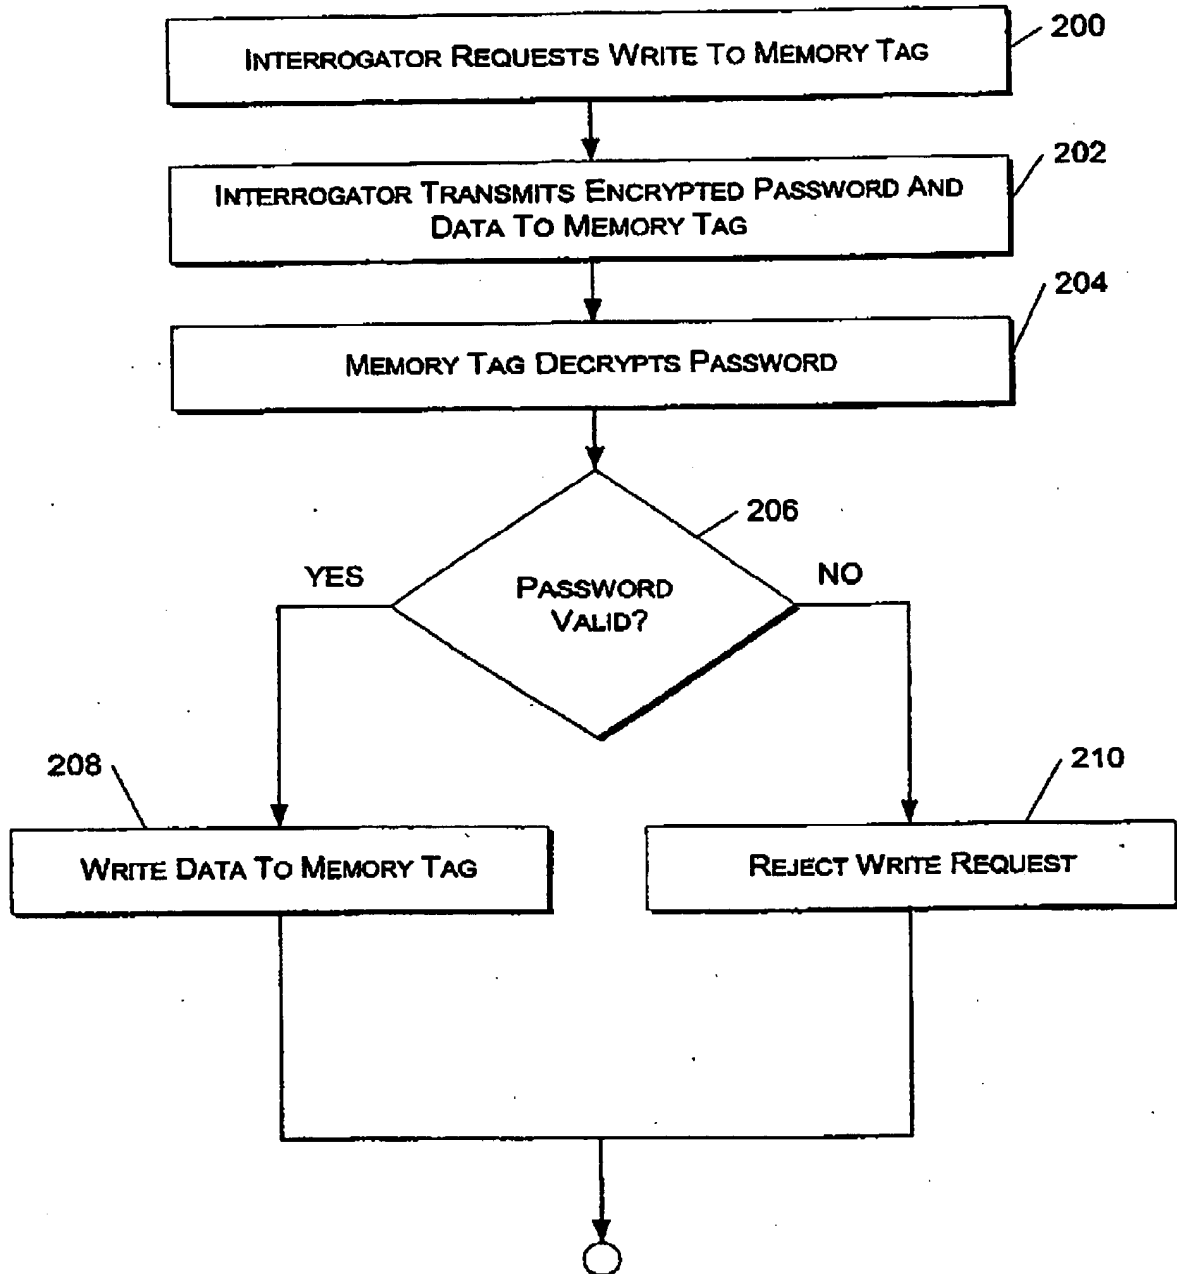 INTERROGATOR REQUESTS WRITE TO MEMORY TAG
200
INTERROGATOR TRANSMITS ENCRYPTED PASSWORD AND
DATA TO MEMORY TAG
202
MEMORY TAG DECRYPTS PASSWORD
204
PASSWORD
VALID?
206
YES
NO
208
WRITE DATA TO MEMORY TAG
210
REJECT WRITE REQUEST